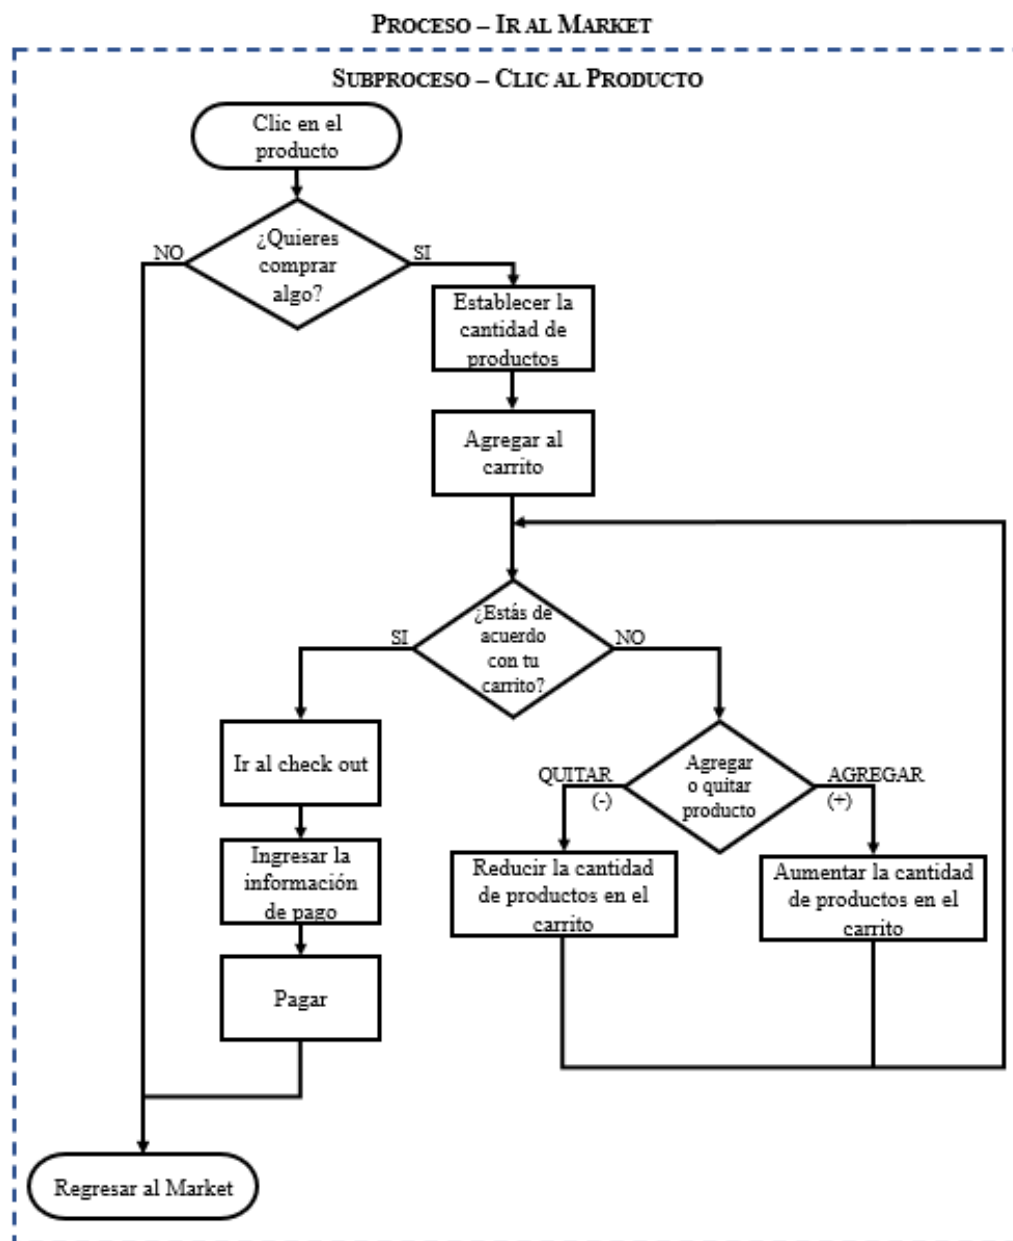 PROCESO – IR AL MARKET
SUBPROCESO – CLIC AL PRODUCTO
Clic en el
producto
¿Quieres
comprar
algo?
NO
SI
Establecer la
cantidad de
productos
Agregar al
carrito
¿Estás de
acuerdo
con tu
carrito?
SI
NO
Ir al check out
Ingresar la
información
de pago
Pagar
Agregar
o quitar
producto
QUITAR
(-)
AGREGAR
(+)
Reducir la cantidad
de productos en el
carrito
Aumentar la cantidad
de productos en el
carrito
Regresar al Market